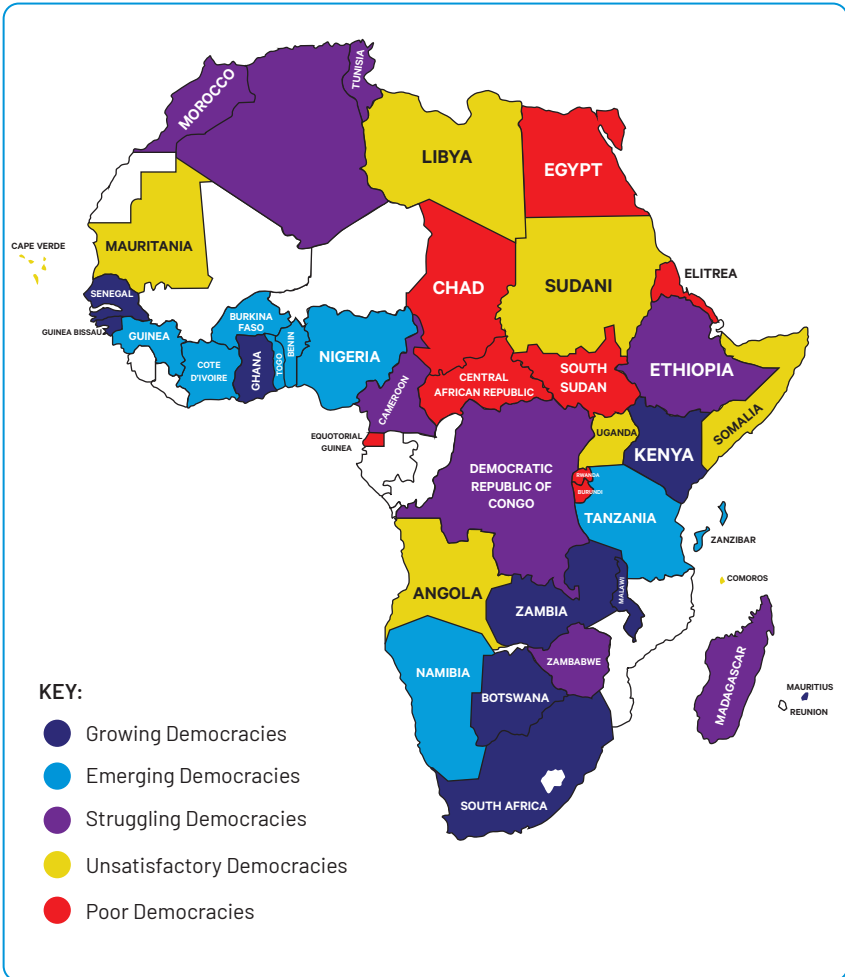 MOROCCO
TUNISIA
LIBYA
EGYPT
CAPE VERDE
MAURITANIA
CHAD
SUDANI
ELITREA
SENEGAL
GUINEA BISSAU
GUINEA
BURKINA
FASO
COTE
D'IVOIRE
GHANA
TOGO
BENIN
NIGERIA
CAMEROON
CENTRAL
AFRICAN REPUBLIC
SOUTH
SUDAN
ETHIOPIA
SOMALIA
EQUOTORIAL
GUINEA
UGANDA
KENYA
DEMOCRATIC
REPUBLIC OF
CONGO
RWANDA
BURUNDI
TANZANIA
ZANZIBAR
COMOROS
ANGOLA
ZAMBIA
MALAWI
NAMIBIA
ZAMBABWE
BOTSWANA
MADAGASCAR
MAURITIUS
REUNION
SOUTH AFRICA
KEY:
Growing Democracies
Emerging Democracies
Struggling Democracies
Unsatisfactory Democracies
Poor Democracies